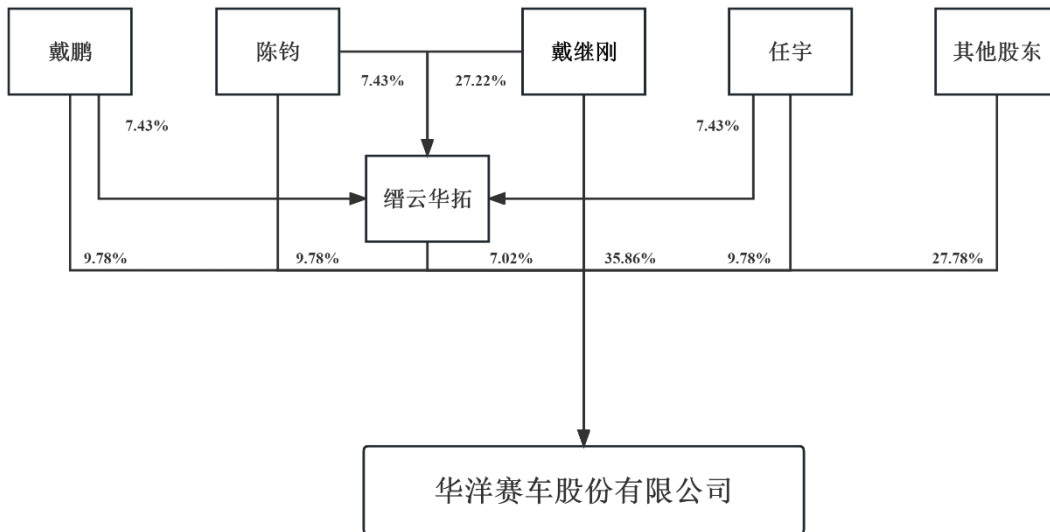 戴鹏
陈钧
戴继刚
任宇
其他股东
7.43%
27.22%
7.43%
7.43%
缙云华拓
9.78%
9.78%
7.02%
35.86%
9.78%
27.78%
华洋赛车股份有限公司